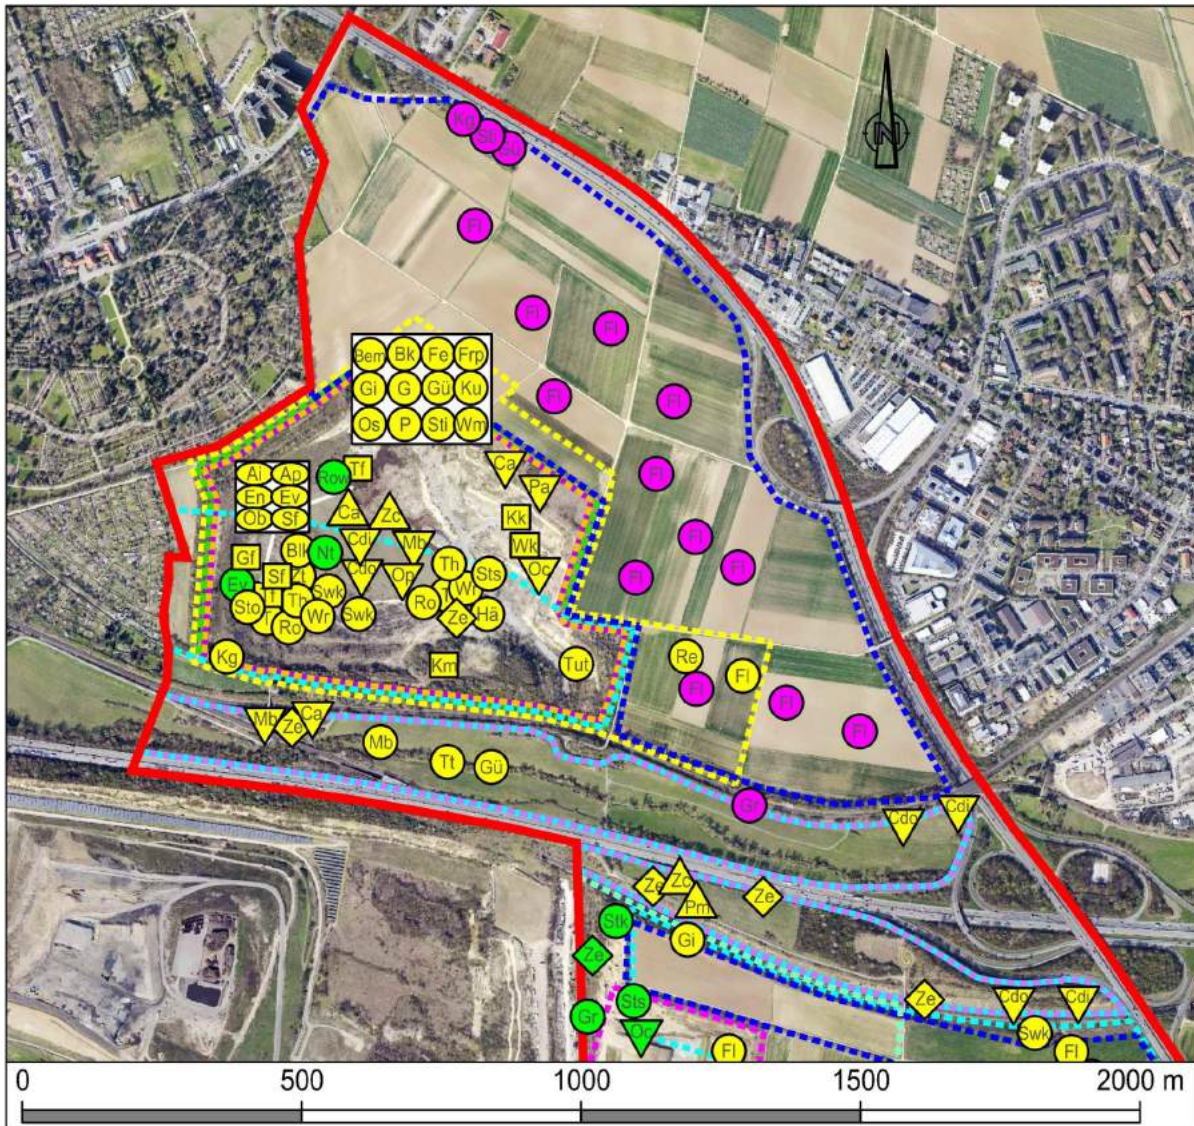 N
Kn
Sti
Gü
Fl
Fl
Fl
Bem Bk Fe Frp
Gi G Gü Ku
Os P Sti Wm
Fl
Fl
Ai Ap
En Ev
Ob Sf
Row
Tf
Ca
Pa
Fl
Ca
Zc
Kk
Fl
Blk
Nt
Cdi
Mb
Wk
Gf
Sf
Cdo
Op
Th
Sts
Oc
Fl
Fl
Ev
Zt
Swk
Wr
Sto
Th
Wr
Swk
Ro
Ze
Hä
Ro
Kg
Km
Tut
Re
Fl
Fl
Fl
Fl
Mb
Ze
Ca
Mb
Tt
Gü
Gr
Cdo
Cdi
Ze
Zc
Pm
Ze
Stk
Gi
Ze
Sts
Gr
Oc
Fl
Ze
Cdo
Cdi
Swk
Fl
0 500 1000 1500 2000 m